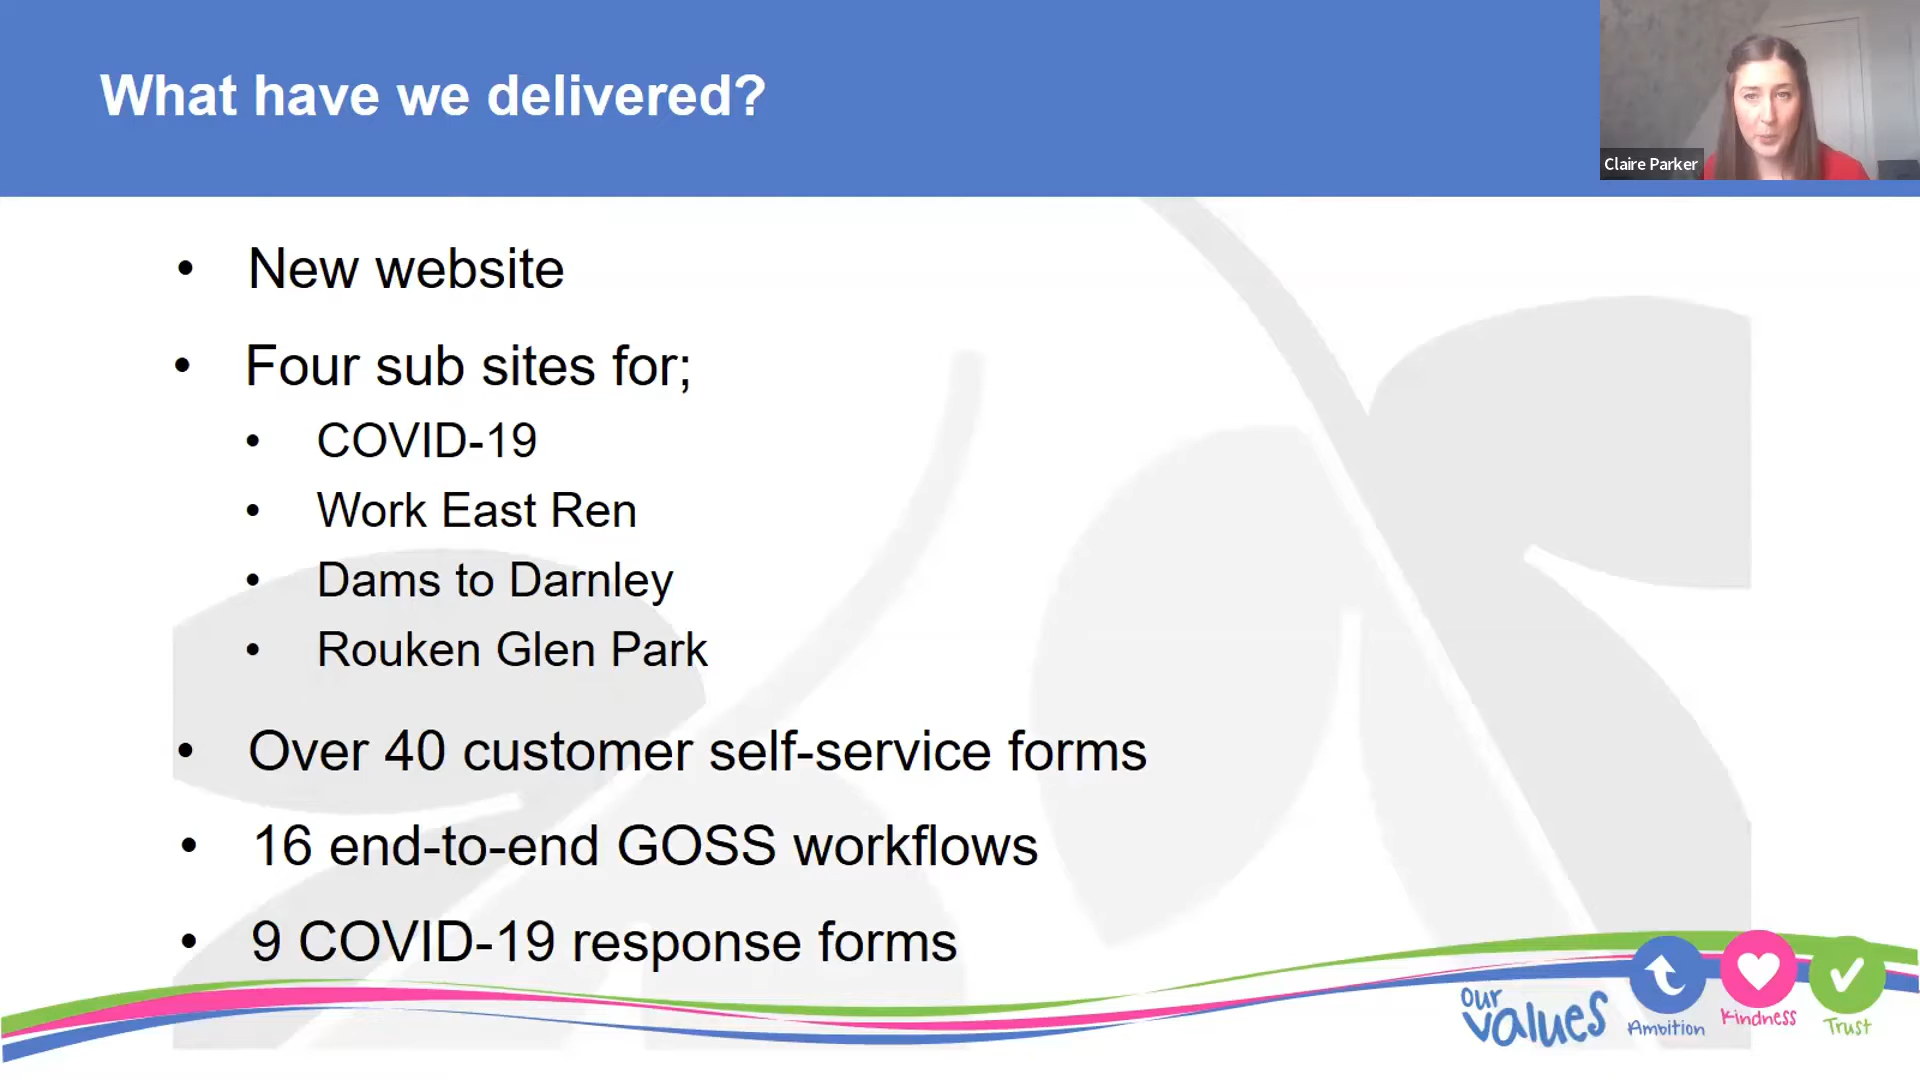 What have we delivered?
Claire Parker
• New website
• Four sub sites for;
• COVID-19
• Work East Ren
• Dams to Darnley
• Rouken Glen Park
• Over 40 customer self-service forms
• 16 end-to-end GOSS workflows
• 9 COVID-19 response forms
our values
Ambition
Kindness
Trust